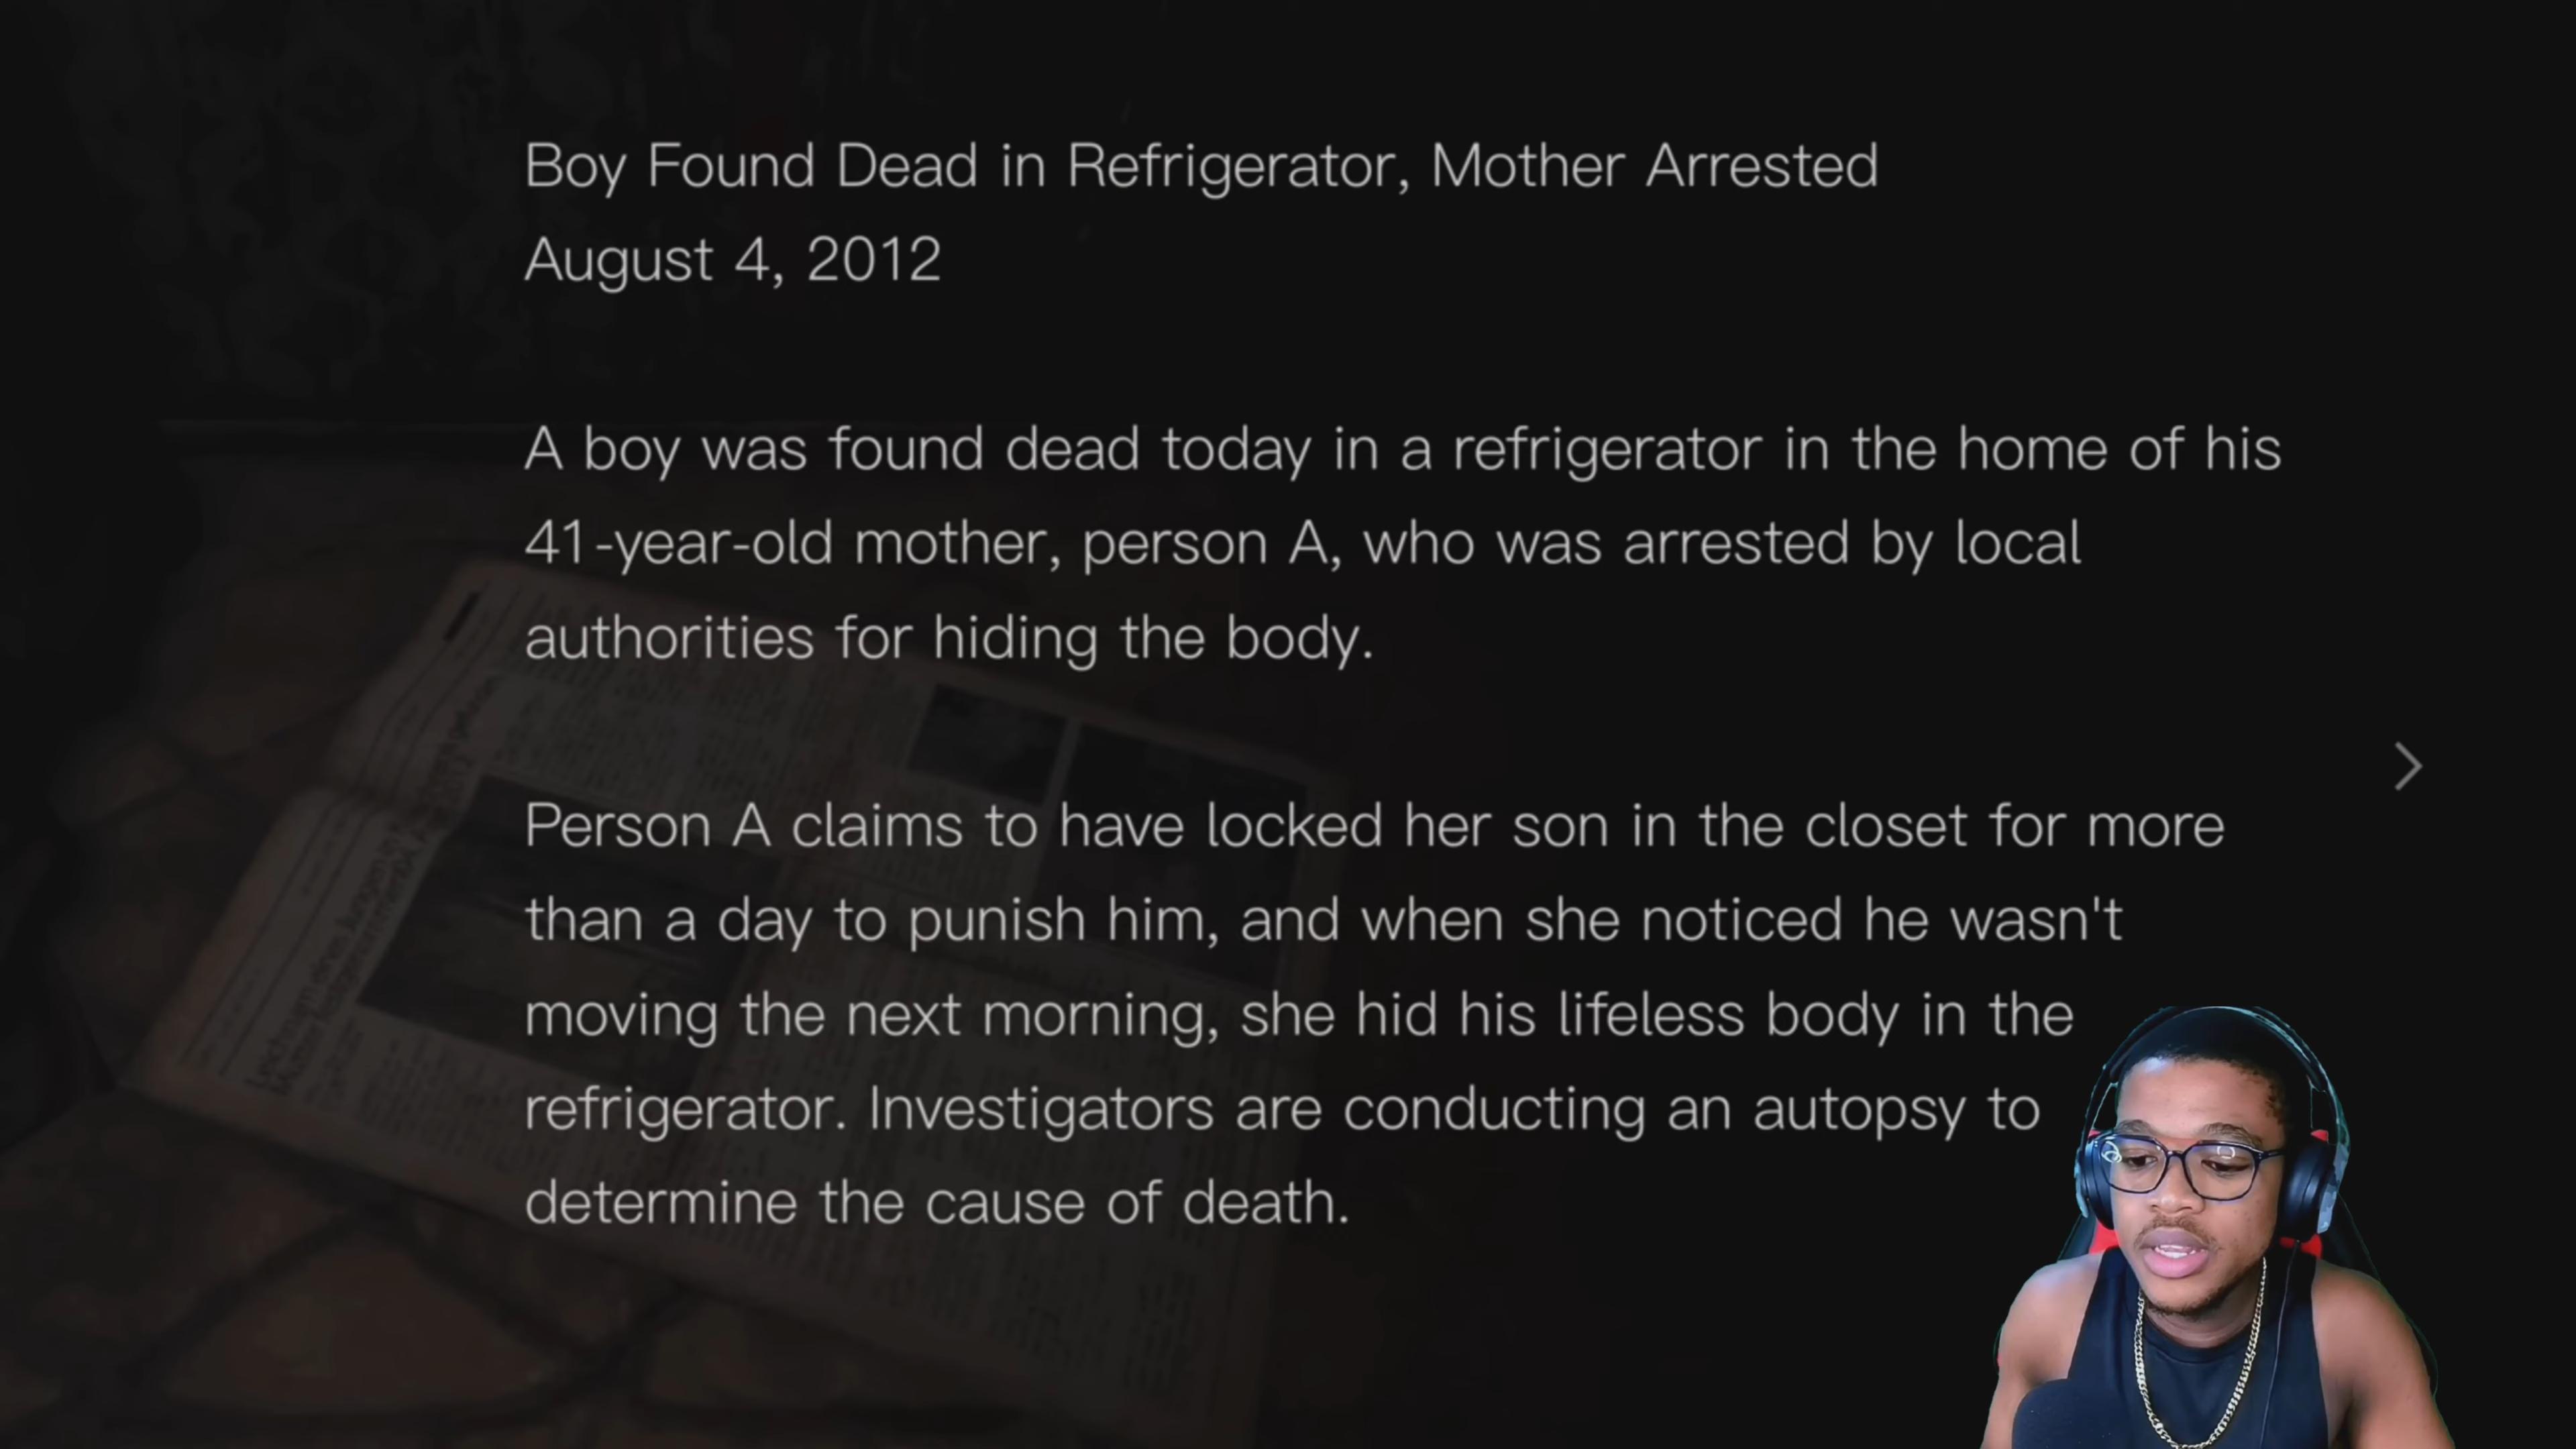 Boy Found Dead in Refrigerator, Mother Arrested
August 4, 2012
A boy was found dead today in a refrigerator in the home of his
41-year-old mother, person A, who was arrested by local
authorities for hiding the body.
Person A claims to have locked her son in the closet for more
than a day to punish him, and when she noticed he wasn't
moving the next morning, she hid his lifeless body in the
refrigerator. Investigators are conducting an autopsy to
determine the cause of death.